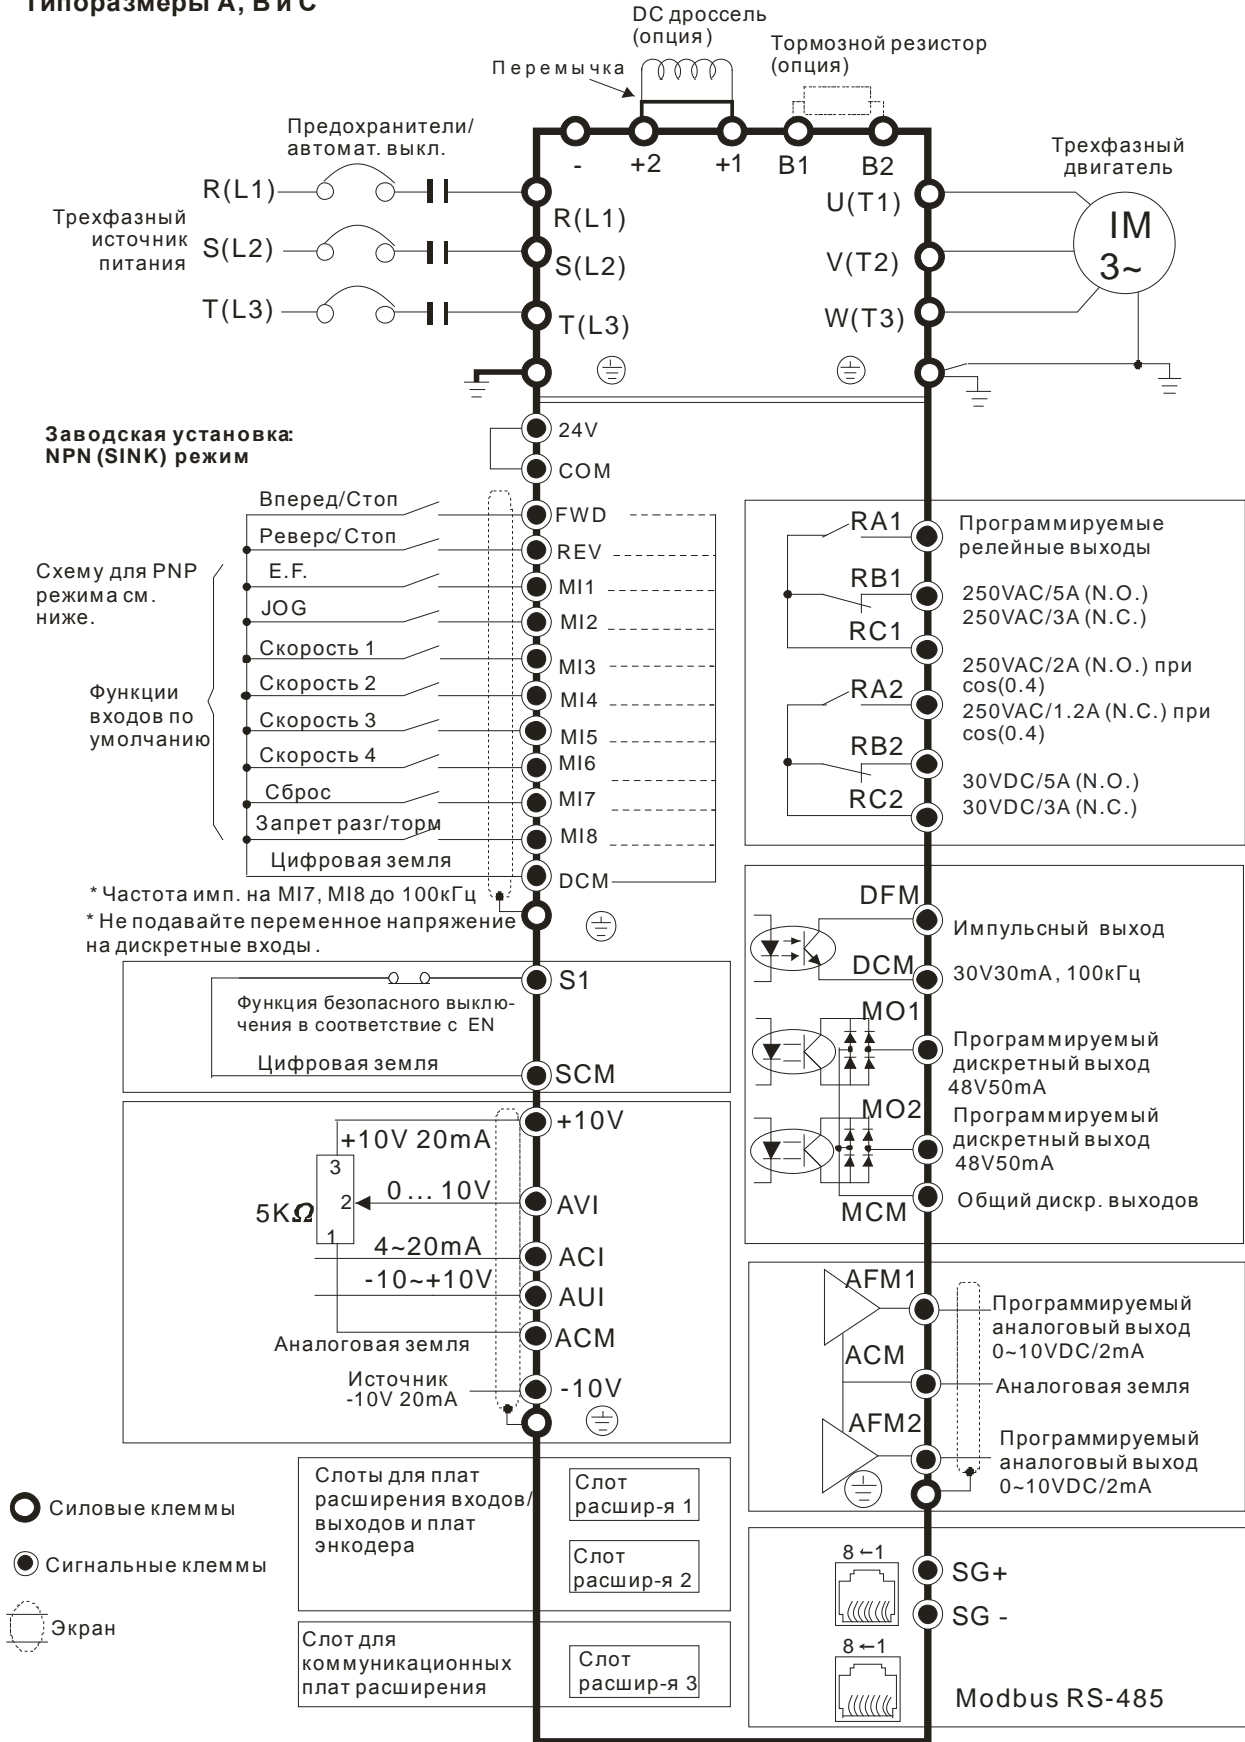 Типоразмеры A, B и C
DC дроссель
(опция)
Тормозной резистор
(опция)
Перемычка
Предохранители/
автомат. выкл.
Трехфазный
двигатель
-
+2
+1
B1
B2
R(L1)
R(L1)
U(T1)
IM
3~
Трехфазный
источник
питания
S(L2)
S(L2)
V(T2)
T(L3)
T(L3)
W(T3)
Заводская установка:
NPN (SINK) режим
24V
COM
Вперед/Стоп
FWD
Реверс/Стоп
REV
Схему для PNP
режима см.
ниже.
E.F.
MI1
JOG
MI2
Скорость 1
MI3
Функции
входов по
умолчанию
Скорость 2
MI4
Скорость 3
MI5
Скорость 4
MI6
Сброс
MI7
Запрет разг/торм
MI8
Цифровая земля
DCM
* Частота имп. на MI7, MI8 до 100кГц
* Не подавайте переменное напряжение
на дискретные входы.
RA1
RB1
RC1
RA2
RB2
RC2
Программируемые
релейные выходы
250VAC/5A (N.O.)
250VAC/3A (N.C.)
250VAC/2A (N.O.) при
cos(0.4)
250VAC/1.2A (N.C.) при
cos(0.4)
30VDC/5A (N.O.)
30VDC/3A (N.C.)
S1
Функция безопасного выклю-
чения в соответствие с EN
Цифровая земля
SCM
DFM
Импульсный выход
DCM
30V30mA, 100кГц
MO1
Программируемый
дискретный выход
48V50mA
MO2
Программируемый
дискретный выход
48V50mA
MCM
Общий дискр. выходов
+10V
+10V 20mA
3
2
1
5KΩ
0... 10V
AVI
4~20mA
ACI
-10~+10V
AUI
ACM
Аналоговая земля
Источник
-10V 20mA
-10V
AFM1
Программируемый
аналоговый выход
0~10VDC/2mA
ACM
Аналоговая земля
AFM2
Программируемый
аналоговый выход
0~10VDC/2mA
Силовые клеммы
Сигнальные клеммы
Экран
Слоты для плат
расширения входов/
выходов и плат
энкодера
Слот
расшир-я 1
Слот
расшир-я 2
Слот для
коммуникационных
плат расширения
Слот
расшир-я 3
8←1
SG+
SG -
8←1
Modbus RS-485